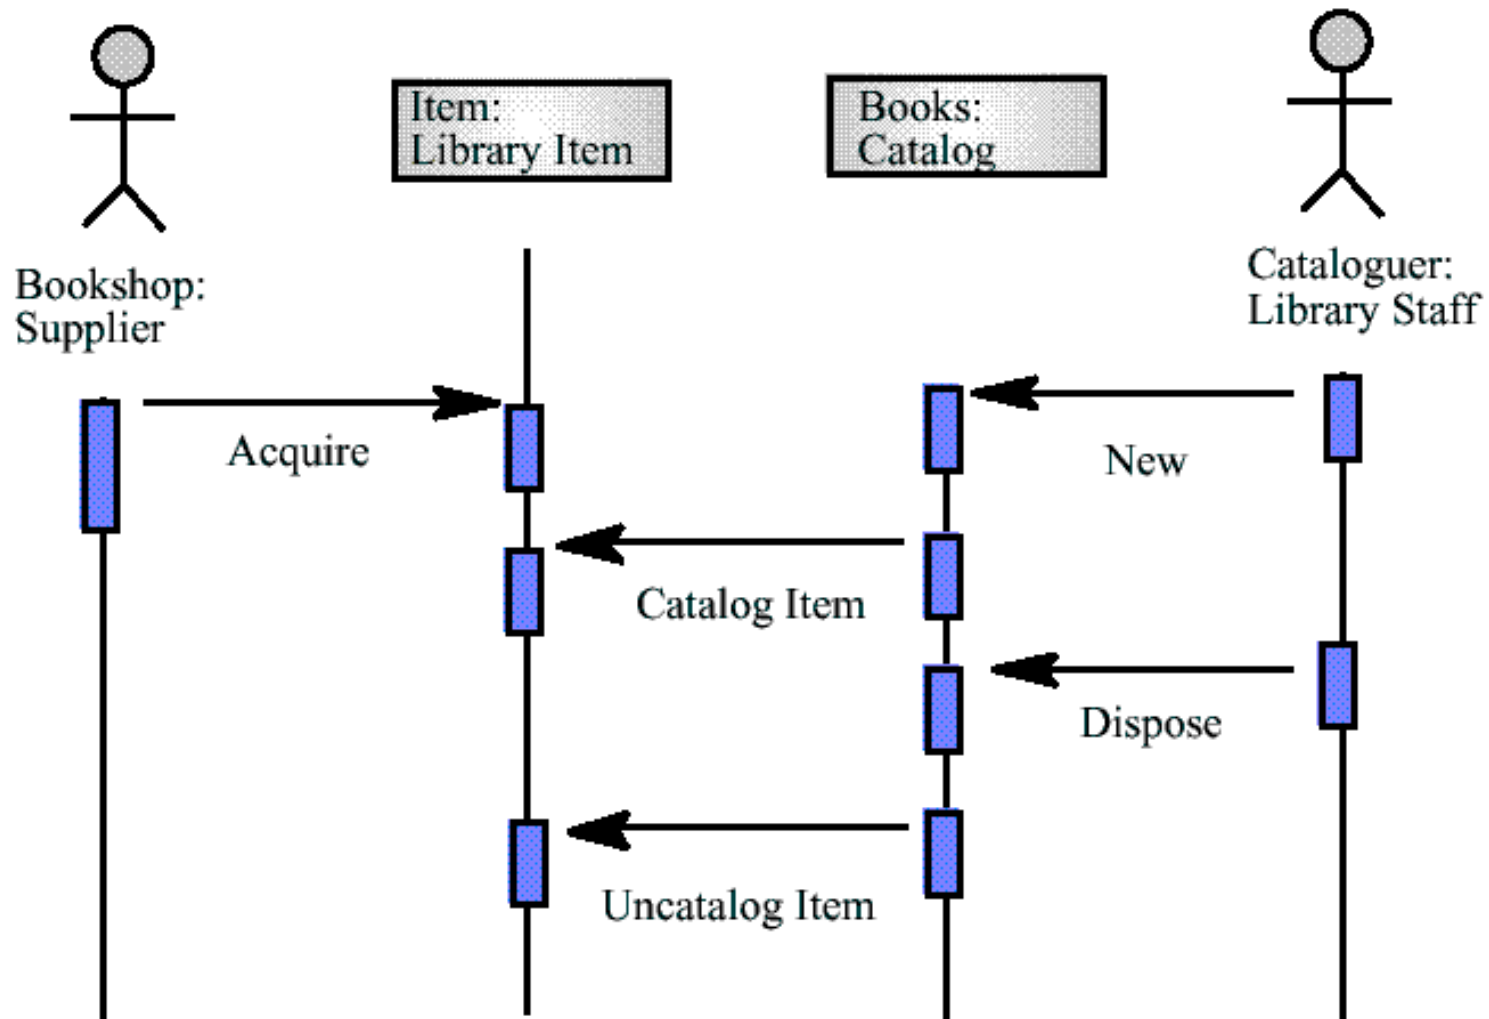 Item:
Library Item
Books:
Catalog
Bookshop:
Supplier
Cataloguer:
Library Staff
Acquire
New
Catalog Item
Dispose
Uncatalog Item